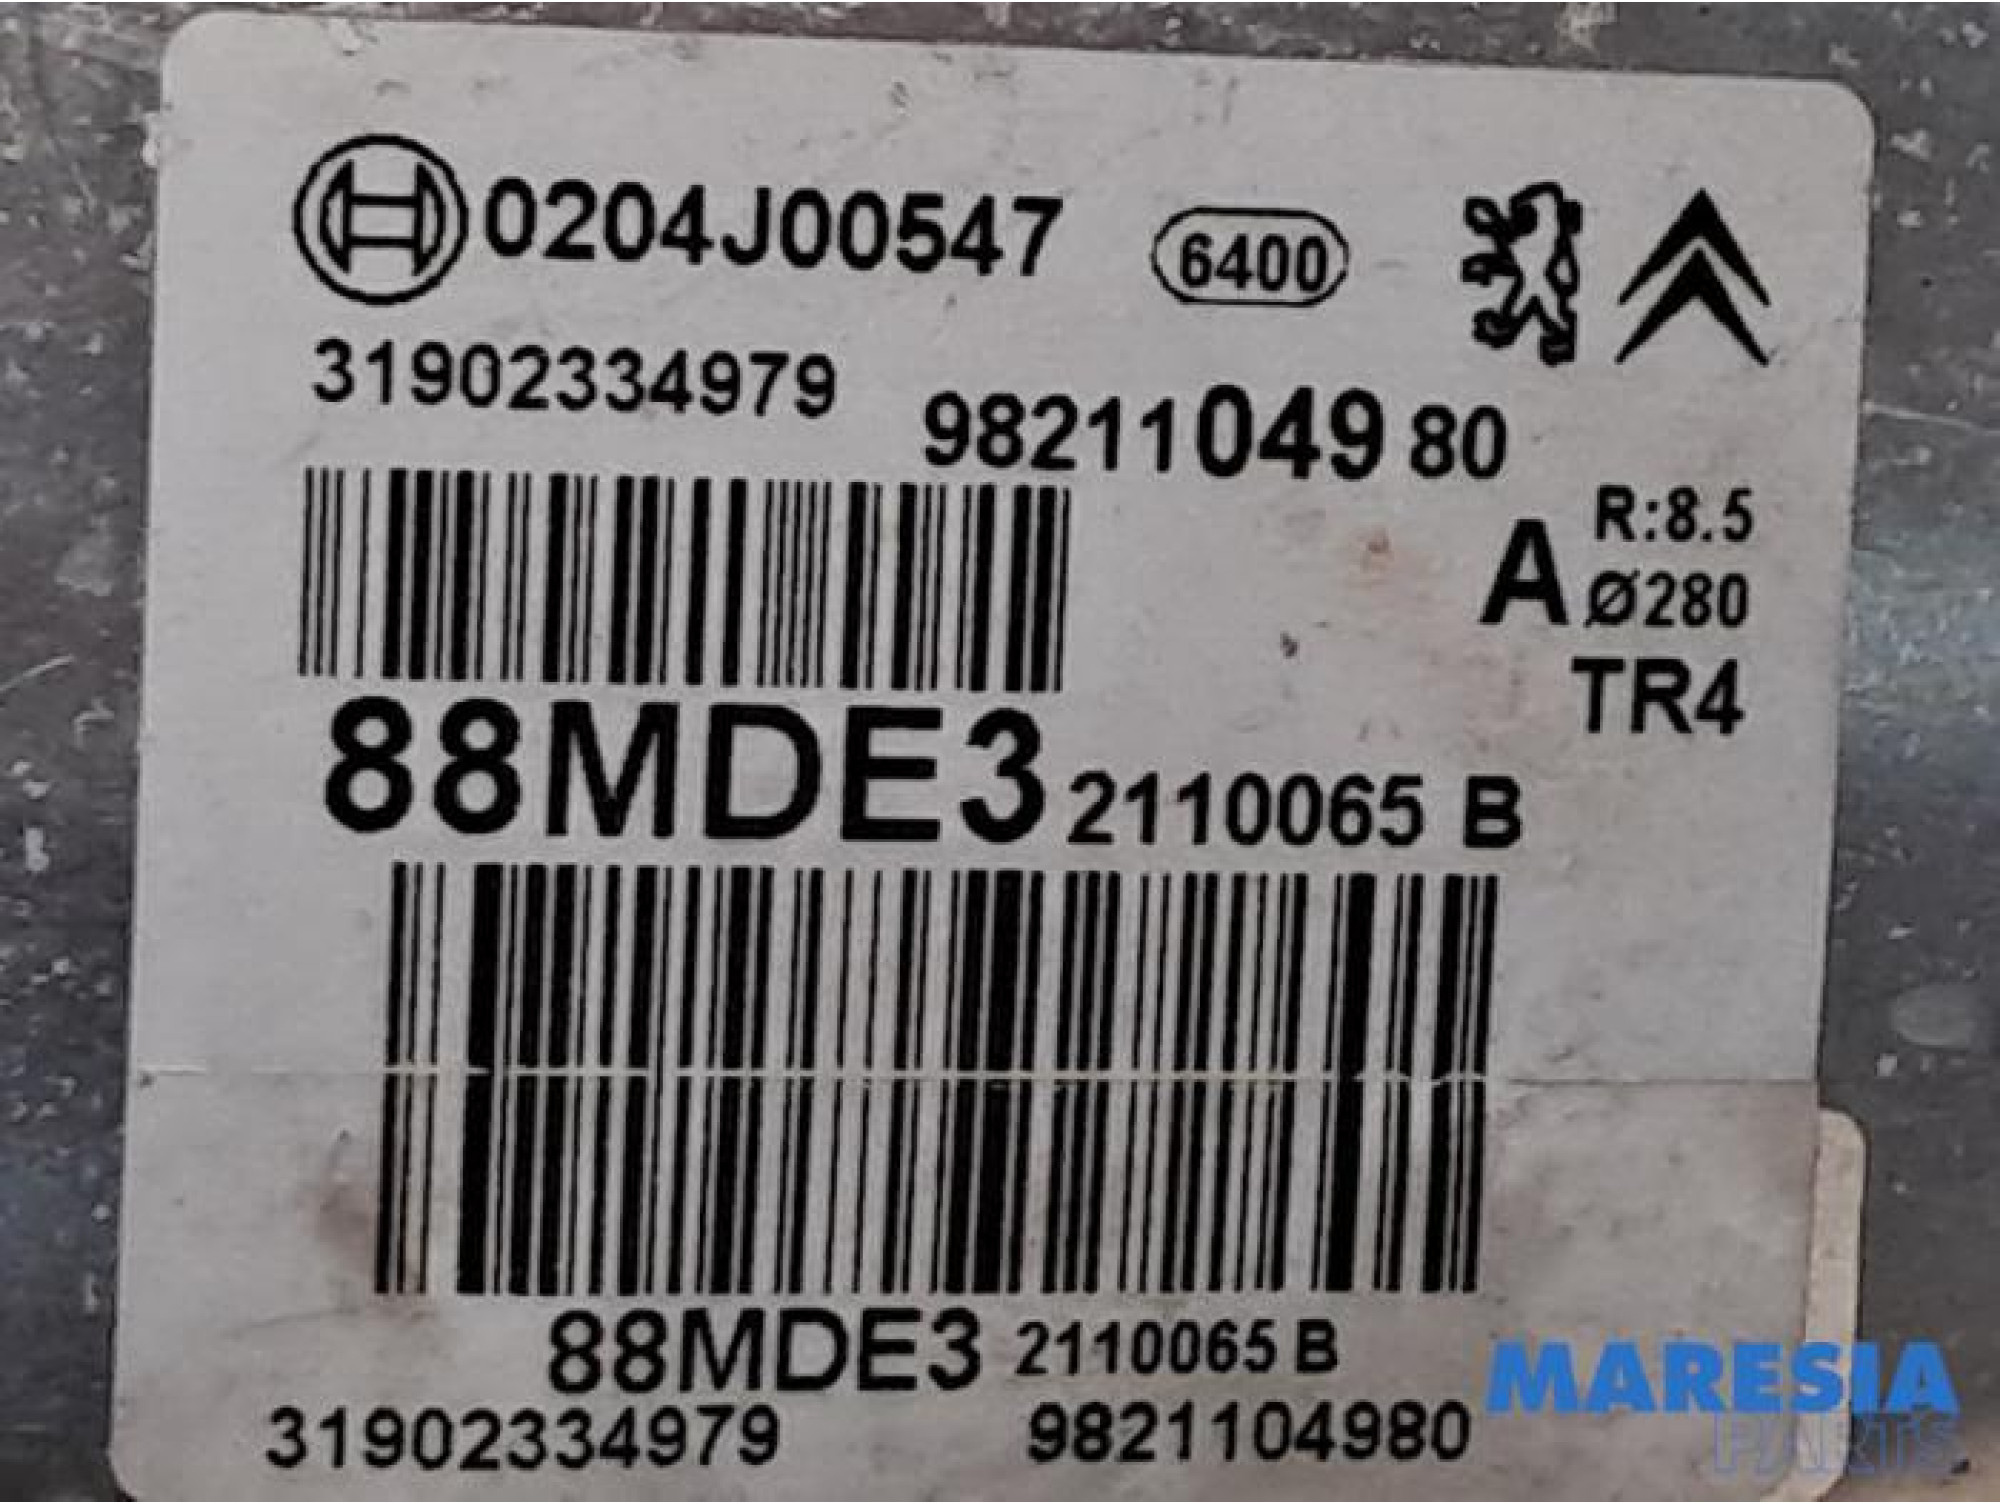 0204J00547 6400
31902334979
98211049 80
R:8.5
A Ø280
TR4
88MDE3 2110065 B
88MDE3 2110065 B
31902334979 9821104980
MARESIA
PARTS